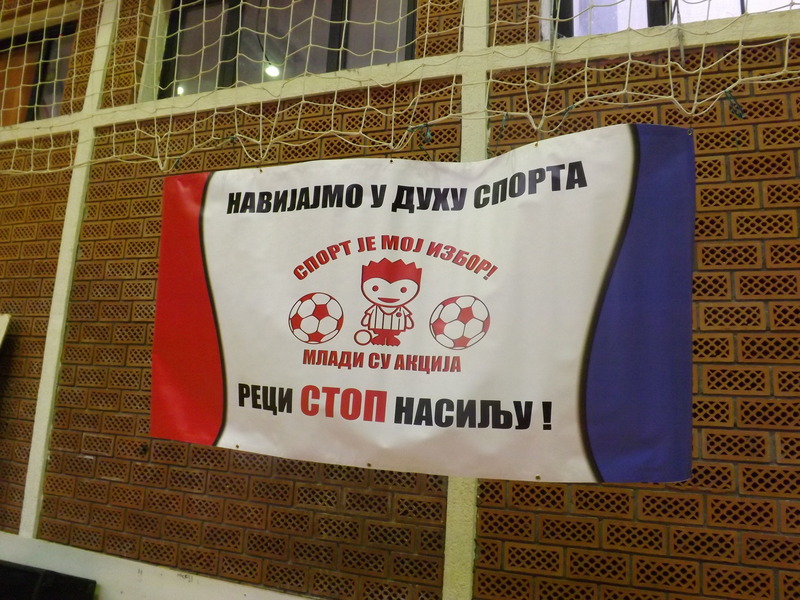 НАВИЈАЈМО У ДУХУ СПОРТА
СПОРТ ЈЕ МОЈ ИЗБОР!
МЛАДИ СУ АКЦИЈА
РЕЦИ СТОП НАСИЉУ !